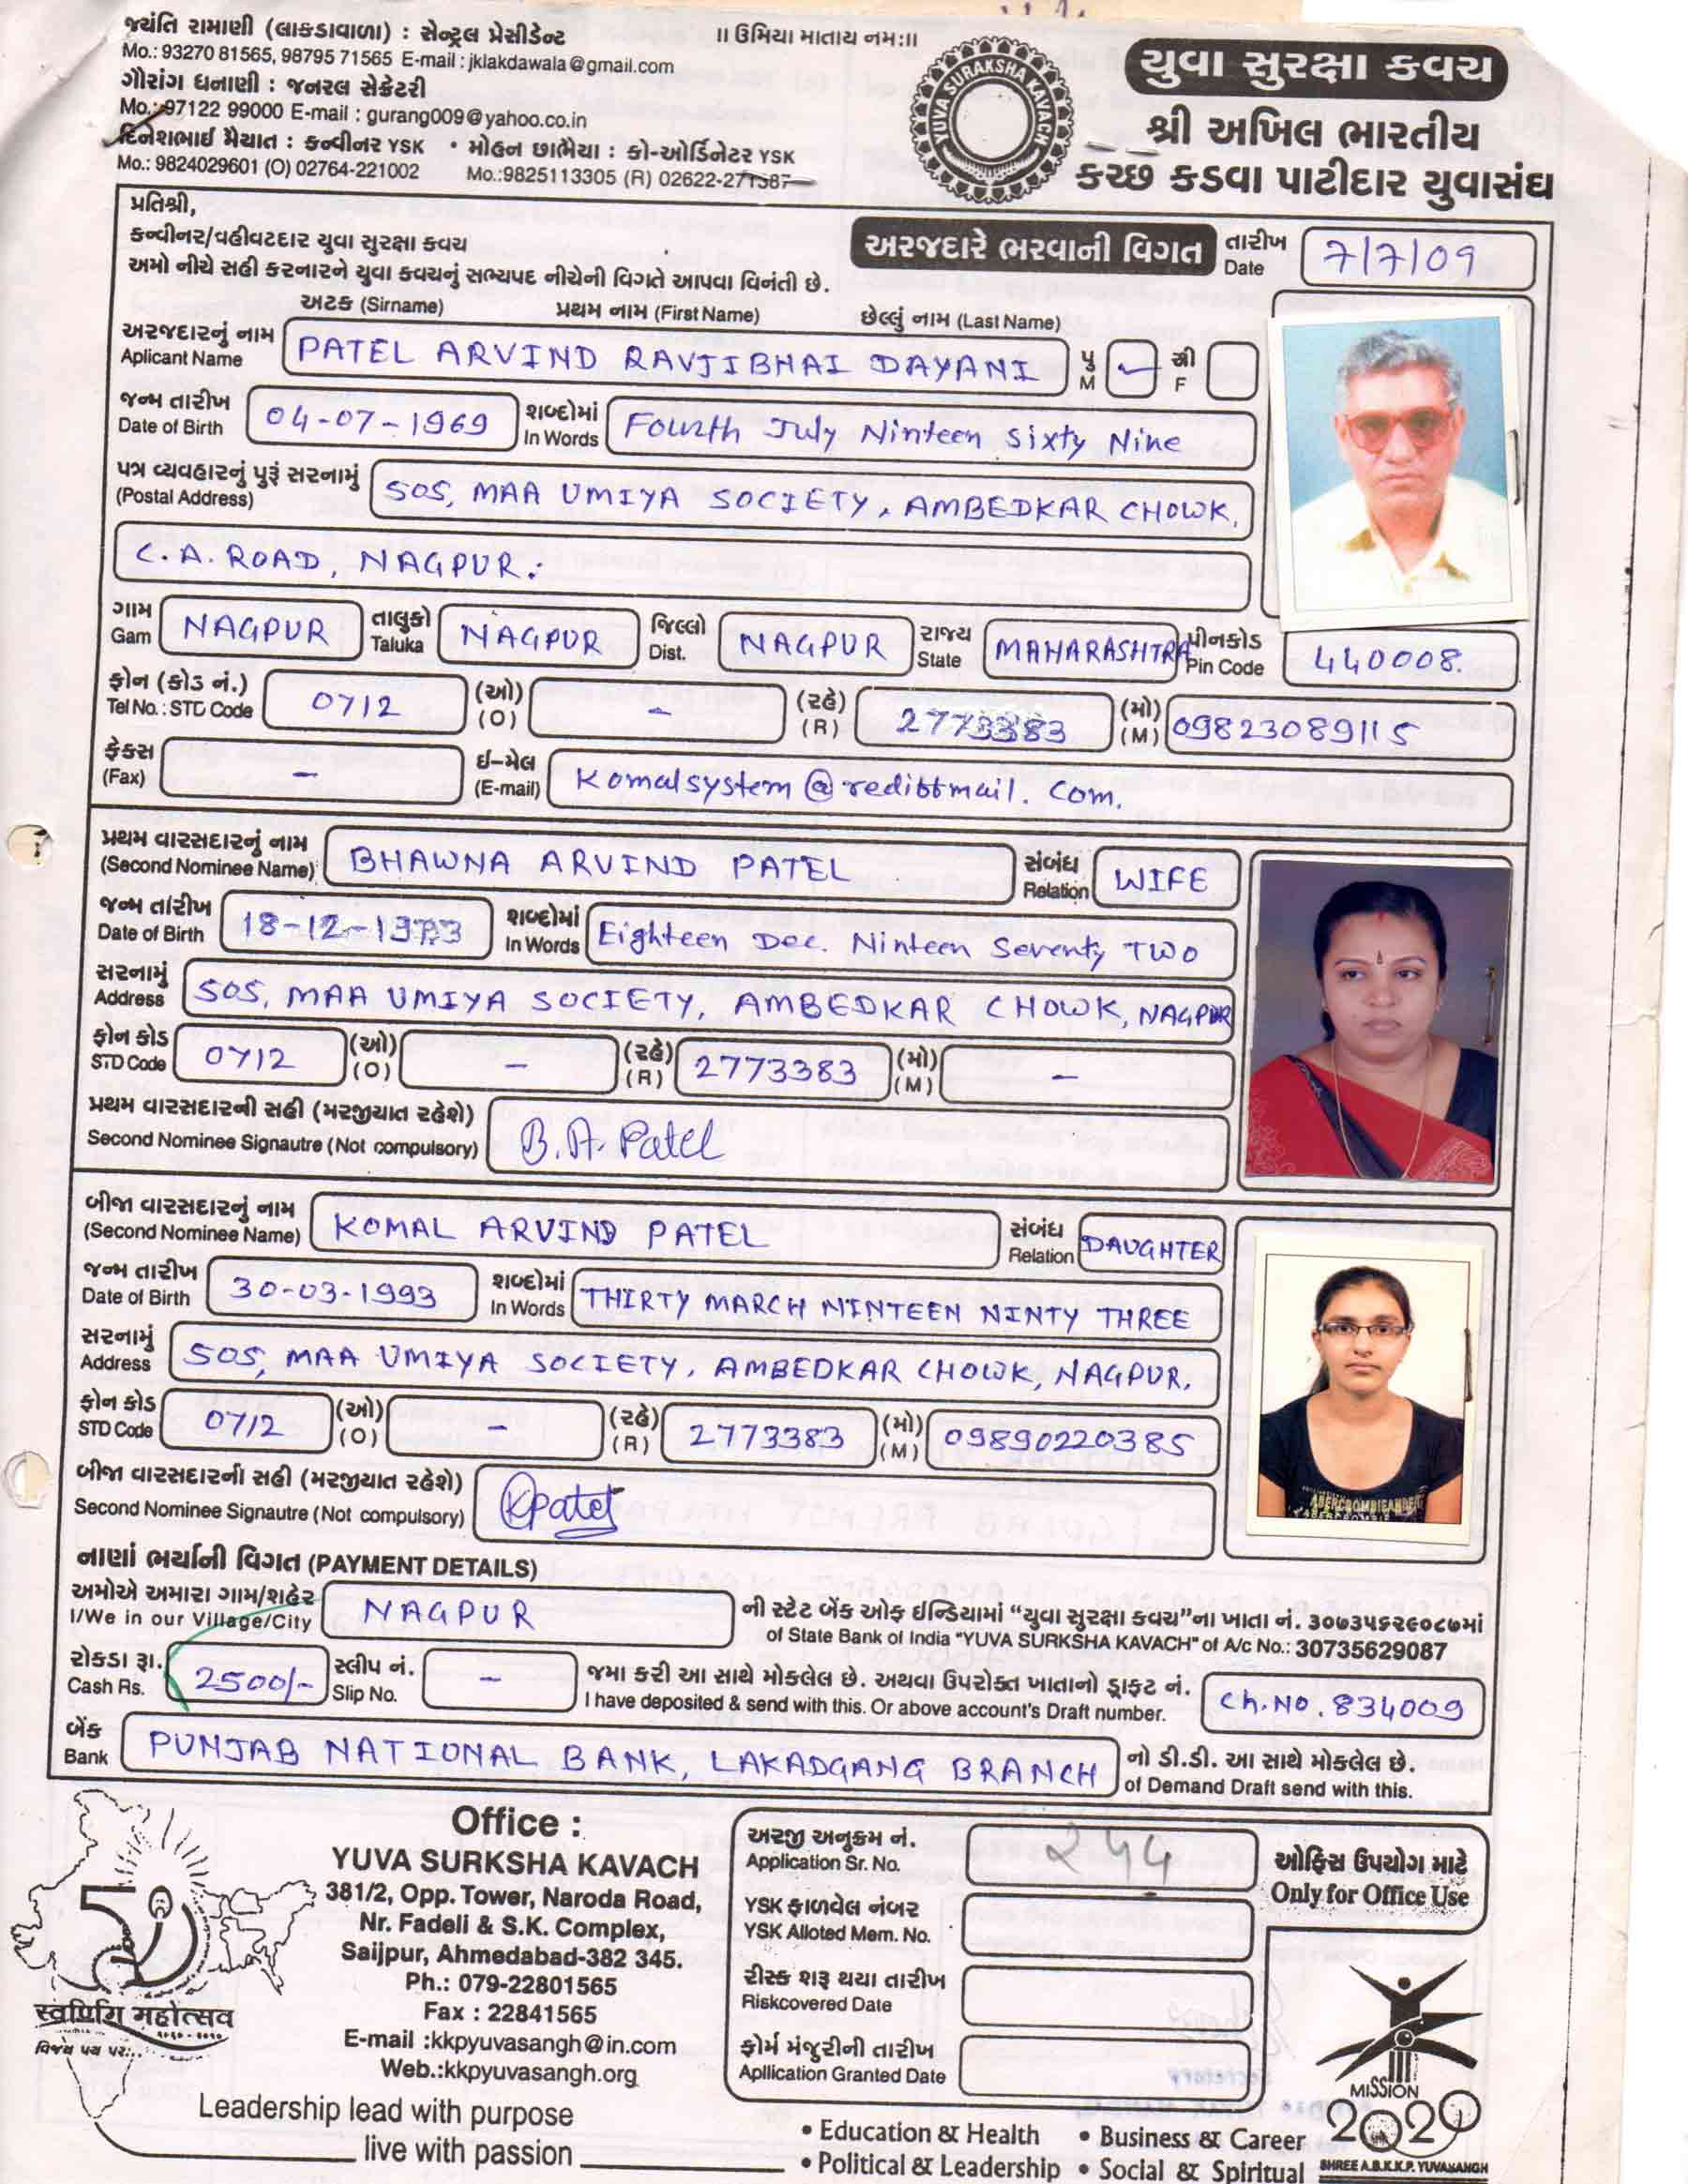 જયંતિ રામાણી (લાકડાવાળા) : સેન્ટ્રલ પ્રેસીડેન્ટ
Mo.: 93270 81565, 98795 71565 E-mail : jklakdawala@gmail.com
ગૌરાંગ ધનાણી : જનરલ સેક્રેટરી
Mo.: 97122 99000 E-mail : gurang009@yahoo.co.in
દિનેશભાઈ મૈયાત : કન્વીનર YSK • મોહન છાભૈયા : કો-ઓર્ડિનેટર YSK
Mo.: 9824029601 (O) 02764-221002 Mo.:9825113305 (R) 02622-271387
॥ ઉમિયા માતાય નમઃ॥
YUVA SURAKSHA KAVACH
યુવા સુરક્ષા કવચ
શ્રી અખિલ ભારતીય
કચ્છ કડવા પાટીદાર યુવાસંઘ
પ્રતિશ્રી,
કન્વીનર/વહીવટદાર યુવા સુરક્ષા કવચ
અમો નીચે સહી કરનારને યુવા કવચનું સભ્યપદ નીચેની વિગતે આપવા વિનંતી છે.
અરજદારે ભરવાની વિગત
તારીખ
Date 7/7/09
અટક (Sirname) પ્રથમ નામ (First Name) છેલ્લું નામ (Last Name)
અરજદારનું નામ
Aplicant Name PATEL ARVIND RAVJIBHAI DAYANI પુ M સ્ત્રી F
જન્મ તારીખ
Date of Birth 04-07-1969 શબ્દોમાં In Words Fourth July Ninteen Sixty Nine
પત્ર વ્યવહારનું પુરૂં સરનામું
(Postal Address) 505, MAA UMIYA SOCIETY, AMBEDKAR CHOWK,
C. A. ROAD, NAGPUR.
ગામ Gam NAGPUR તાલુકો Taluka NAGPUR જિલ્લો Dist. NAGPUR રાજ્ય State MAHARASHTRA પીનકોડ Pin Code 440008.
ફોન (કોડ નં.)
Tel No. : STD Code 0712 (ઓ) (O) - (રહે) (R) 2773383 (મો) (M) 09823089115
ફેક્સ
(Fax) - ઈ-મેલ (E-mail) Komalsystem@rediffmail. Com.
પ્રથમ વારસદારનું નામ
(Second Nominee Name) BHAWNA ARVIND PATEL સંબંધ Relation WIFE
જન્મ તારીખ
Date of Birth 18-12-1973 શબ્દોમાં In Words Eighteen Dec. Ninteen Seventy TWO
સરનામું
Address 505, MAA UMIYA SOCIETY, AMBEDKAR CHOWK, NAGPUR
ફોન કોડ
STD Code 0712 (ઓ) (O) - (રહે) (R) 2773383 (મો) (M) -
પ્રથમ વારસદારની સહી (મરજીયાત રહેશે)
Second Nominee Signautre (Not compulsory) B. A. Patel
બીજા વારસદારનું નામ
(Second Nominee Name) KOMAL ARVIND PATEL સંબંધ Relation DAUGHTER
જન્મ તારીખ
Date of Birth 30-03-1993 શબ્દોમાં In Words THIRTY MARCH NINTEEN NINTY THREE
સરનામું
Address 505, MAA UMIYA SOCIETY, AMBEDKAR CHOWK, NAGPUR.
ફોન કોડ
STD Code 0712 (ઓ) (O) - (રહે) (R) 2773383 (મો) (M) 09890220385
બીજા વારસદારની સહી (મરજીયાત રહેશે)
Second Nominee Signautre (Not compulsory) KPatel
નાણાં ભર્યાની વિગત (PAYMENT DETAILS)
અમોએ અમારા ગામ/શહેર NAGPUR ની સ્ટેટ બેંક ઓફ ઈન્ડિયામાં “યુવા સુરક્ષા કવચ”ના ખાતા નં. ૩૦૭૩૫૬૨૯૦૮૭માં
I/We in our Village/City of State Bank of India "YUVA SURKSHA KAVACH" of A/c No.: 30735629087
રોકડા રૂા. 2500/- સ્લીપ નં. - જમા કરી આ સાથે મોકલેલ છે. અથવા ઉપરોક્ત ખાતાનો ડ્રાફ્ટ નં. Ch. NO. 834009
Cash Rs. Slip No. I have deposited & send with this. Or above account's Draft number.
બેંક PUNJAB NATIONAL BANK, LAKADGANG BRANCH નો ડી.ડી. આ સાથે મોકલેલ છે.
Bank of Demand Draft send with this.
50
स्वर्णिम महोत्सव
Office :
YUVA SURKSHA KAVACH
381/2, Opp. Tower, Naroda Road,
Nr. Fadeli & S.K. Complex,
Saijpur, Ahmedabad-382 345.
Ph.: 079-22801565
Fax : 22841565
E-mail :kkpyuvasangh@in.com
Web.:kkpyuvasangh.org
Leadership lead with purpose
live with passion
અરજી અનુક્રમ નં.
Application Sr. No. ૨૫૫
YSK ફાળવેલ નંબર
YSK Alloted Mem. No.
રીસ્ક શરૂ થયા તારીખ
Riskcovered Date
ફોર્મ મંજુરીની તારીખ
Apllication Granted Date
ઓફિસ ઉપયોગ માટે
Only for Office Use
MISSION
2020
SHREE A.B.K.K.P. YUVASANGH
• Education & Health • Business & Career
• Political & Leadership • Social & Spiritual